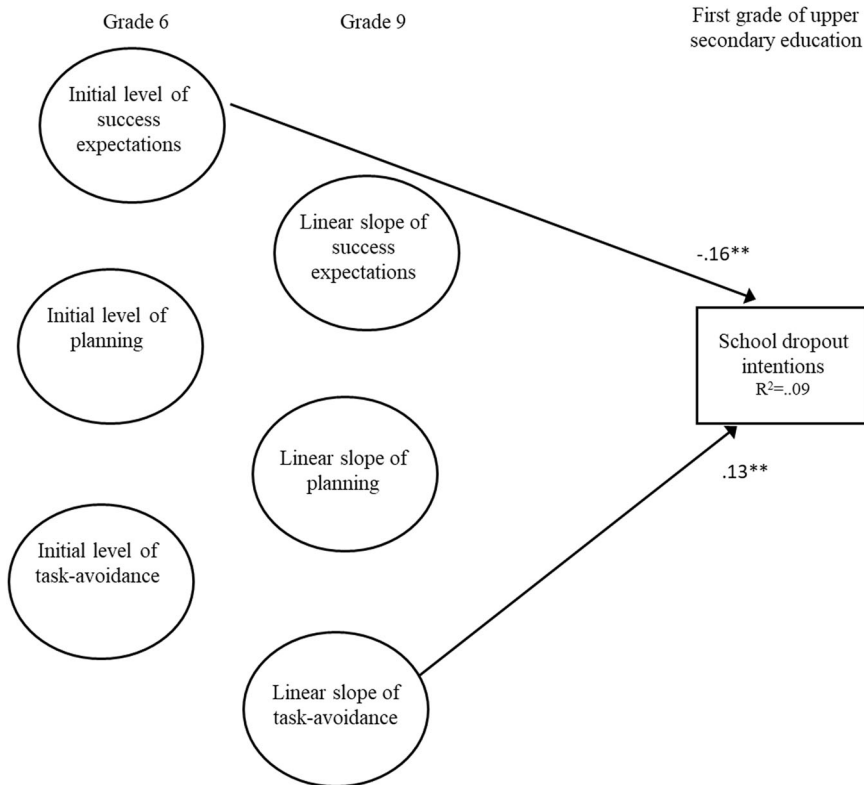 Grade 6
Grade 9
First grade of upper
secondary education
Initial level of
success
expectations
Linear slope of
success
expectations
-.16**
Initial level of
planning
School dropout
intentions
R²=..09
Linear slope of
planning
.13**
Initial level of
task-avoidance
Linear slope of
task-avoidance